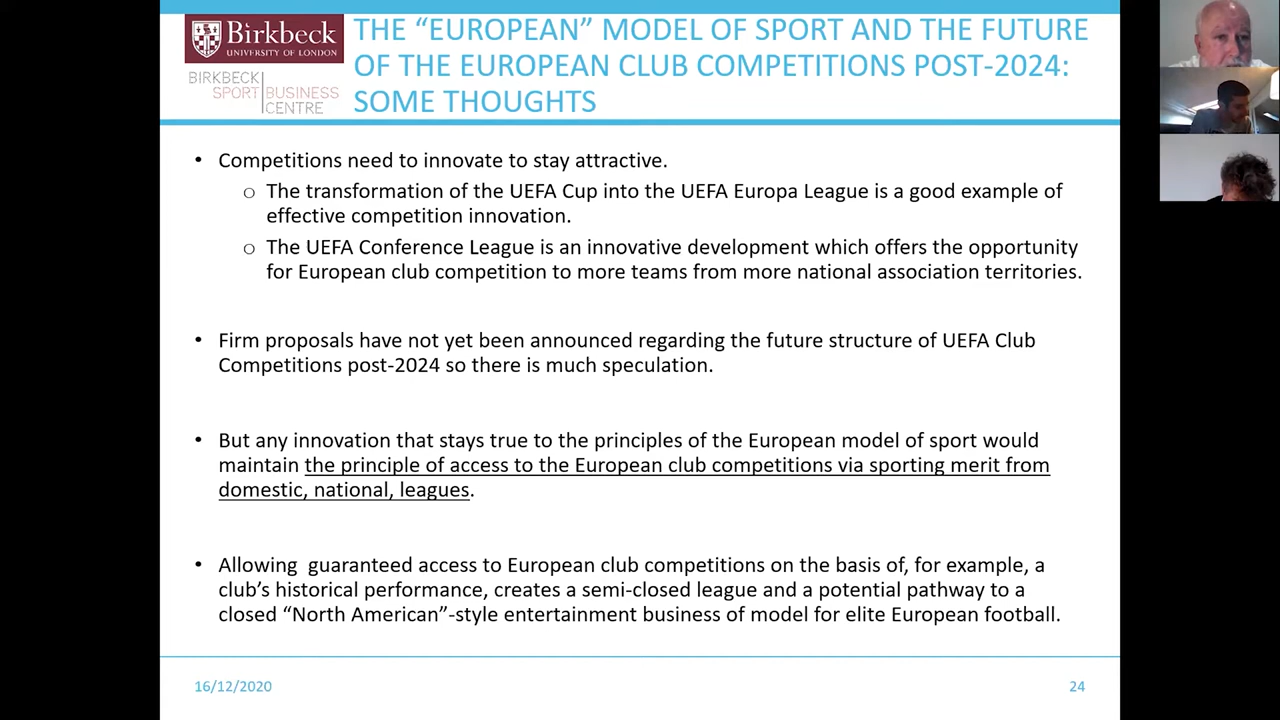 Birkbeck
UNIVERSITY OF LONDON
BIRKBECK
SPORT BUSINESS
CENTRE
THE “EUROPEAN” MODEL OF SPORT AND THE FUTURE
OF THE EUROPEAN CLUB COMPETITIONS POST-2024:
SOME THOUGHTS
• Competitions need to innovate to stay attractive.
o The transformation of the UEFA Cup into the UEFA Europa League is a good example of
effective competition innovation.
o The UEFA Conference League is an innovative development which offers the opportunity
for European club competition to more teams from more national association territories.
• Firm proposals have not yet been announced regarding the future structure of UEFA Club
Competitions post-2024 so there is much speculation.
• But any innovation that stays true to the principles of the European model of sport would
maintain the principle of access to the European club competitions via sporting merit from
domestic, national, leagues.
• Allowing  guaranteed access to European club competitions on the basis of, for example, a
club’s historical performance, creates a semi-closed league and a potential pathway to a
closed “North American”-style entertainment business of model for elite European football.
16/12/2020
24